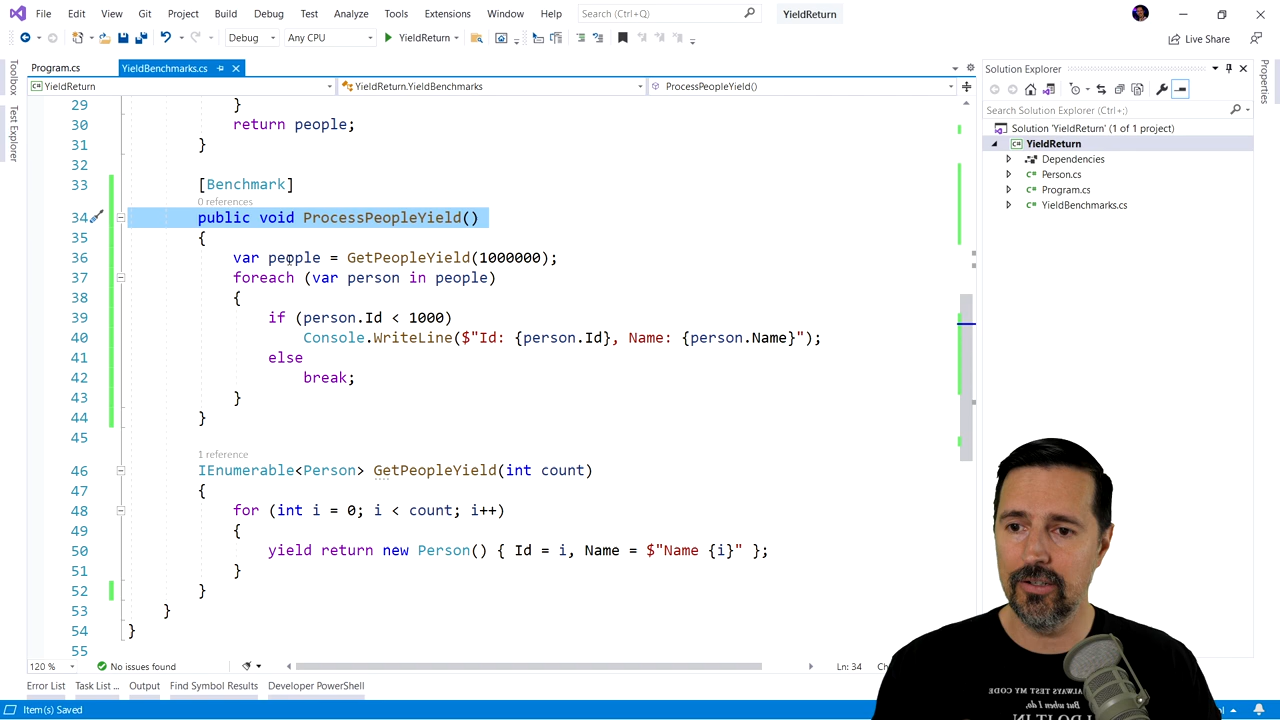 File Edit View Git Project Build Debug Test Analyze Tools Extensions Window Help Search (Ctrl+Q) YieldReturn
Debug Any CPU YieldReturn Live Share
Program.cs YieldBenchmarks.cs
YieldReturn YieldReturn.YieldBenchmarks ProcessPeopleYield()
29 }
30 return people;
31 }
32
33 [Benchmark]
0 references
34 public void ProcessPeopleYield()
35 {
36 var people = GetPeopleYield(1000000);
37 foreach (var person in people)
38 {
39 if (person.Id < 1000)
40 Console.WriteLine($"Id: {person.Id}, Name: {person.Name}");
41 else
42 break;
43 }
44 }
45
1 reference
46 IEnumerable<Person> GetPeopleYield(int count)
47 {
48 for (int i = 0; i < count; i++)
49 {
50 yield return new Person() { Id = i, Name = $"Name {i}" };
51 }
52 }
53 }
54 }
55
120 % No issues found Ln: 34
Error List Task List ... Output Find Symbol Results Developer PowerShell
Item(s) Saved
Toolbox
Test Explorer
Solution Explorer
Search Solution Explorer (Ctrl+;)
Solution 'YieldReturn' (1 of 1 project)
YieldReturn
Dependencies
Person.cs
Program.cs
YieldBenchmarks.cs
Properties